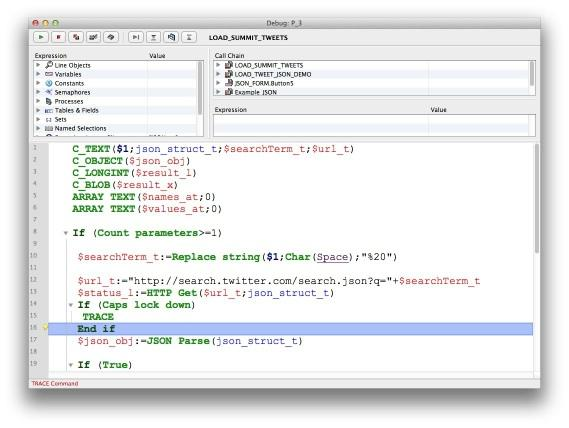 Debug: P_3
LOAD_SUMMIT_TWEETS
Expression Value
Line Objects
Variables
Constants
Semaphores
Processes
Tables & Fields
Sets
Named Selections
Call Chain
LOAD_SUMMIT_TWEETS
LOAD_TWEET_JSON_DEMO
JSON_FORM.Button5
Example JSON
Expression Value
1 C_TEXT($1;json_struct_t;$searchTerm_t;$url_t)
2 C_OBJECT($json_obj)
3 C_LONGINT($result_l)
4 C_BLOB($result_x)
5 ARRAY TEXT($names_at;0)
6 ARRAY TEXT($values_at;0)
7
8 If (Count parameters>=1)
9
10 $searchTerm_t:=Replace string($1;Char(Space);"%20")
11
12 $url_t:="http://search.twitter.com/search.json?q="+$searchTerm_t
13 $status_l:=HTTP Get($url_t;json_struct_t)
14 If (Caps lock down)
15 TRACE
16 End if
17 $json_obj:=JSON Parse(json_struct_t)
18
19 If (True)
TRACE Command